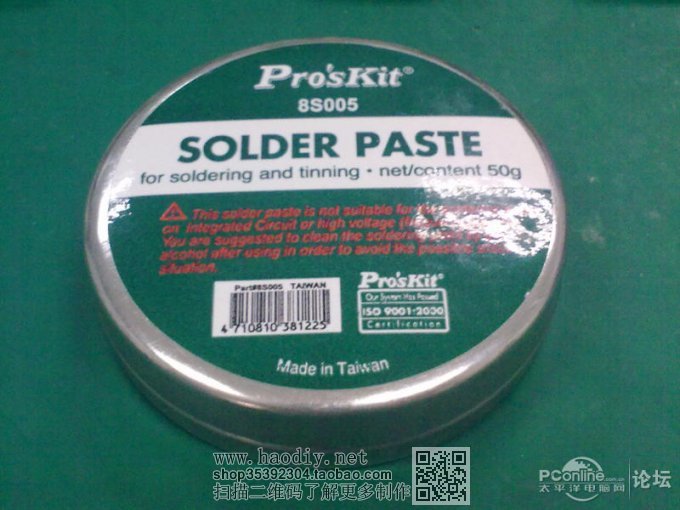 Pro'sKit®
8S005
SOLDER PASTE
for soldering and tinning • net/content 50g
This solder paste is not suitable for
on Integrated Circuit or high voltage
You are suggested to clean the soldering
alcohol after using in order to avoid the possible
situation.
Part#8S005 TAIWAN
4 710810 381225
Pro'sKit®
Our System Has Passed
ISO 9001:2000
Certification
Made in Taiwan
www.haodiy.net
shop35392304.taobao.com
扫描二维码了解更多制作
PConline.com.cn
太平洋电脑网
论坛